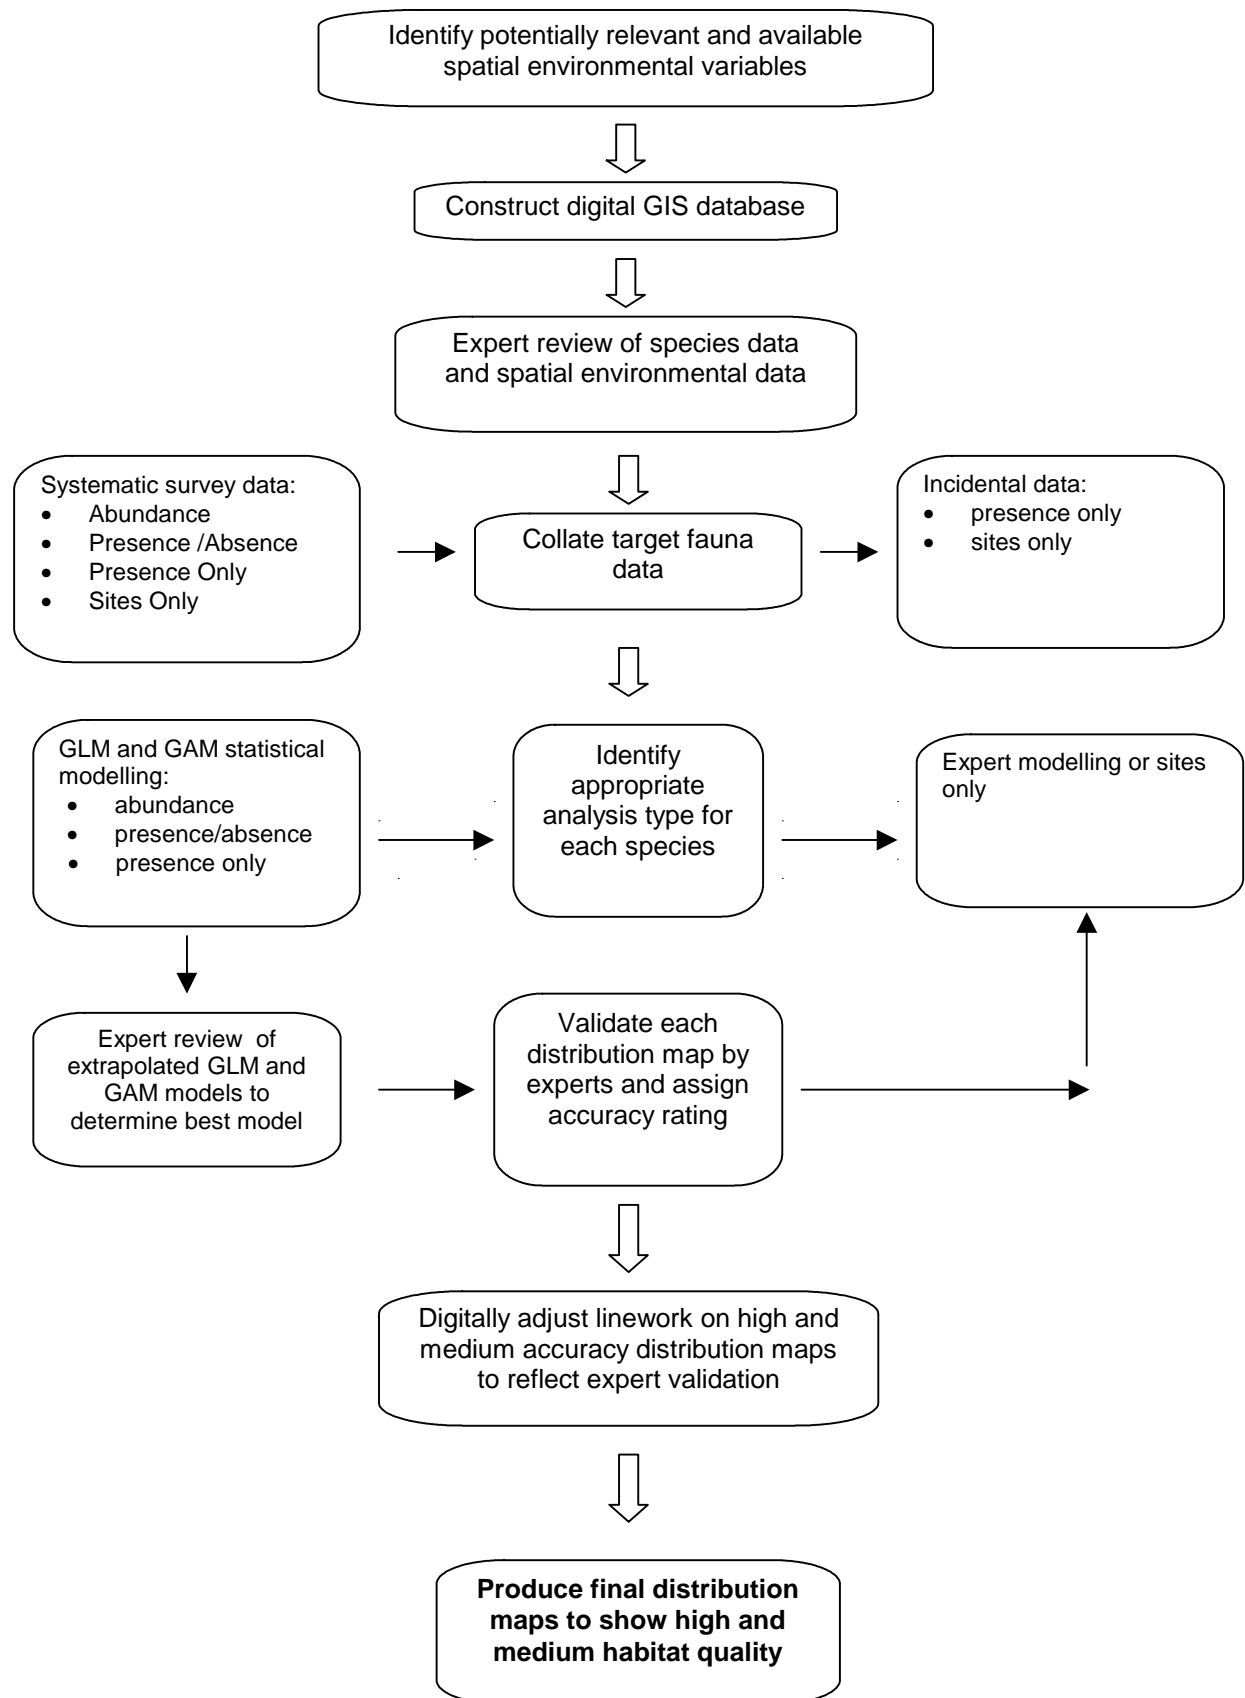 Identify potentially relevant and available
spatial environmental variables
Construct digital GIS database
Expert review of species data
and spatial environmental data
Systematic survey data:
• Abundance
• Presence /Absence
• Presence Only
• Sites Only
Collate target fauna
data
Incidental data:
• presence only
• sites only
GLM and GAM statistical
modelling:
• abundance
• presence/absence
• presence only
Identify
appropriate
analysis type for
each species
Expert modelling or sites
only
Expert review of
extrapolated GLM and
GAM models to
determine best model
Validate each
distribution map by
experts and assign
accuracy rating
Digitally adjust linework on high and
medium accuracy distribution maps
to reflect expert validation
Produce final distribution
maps to show high and
medium habitat quality